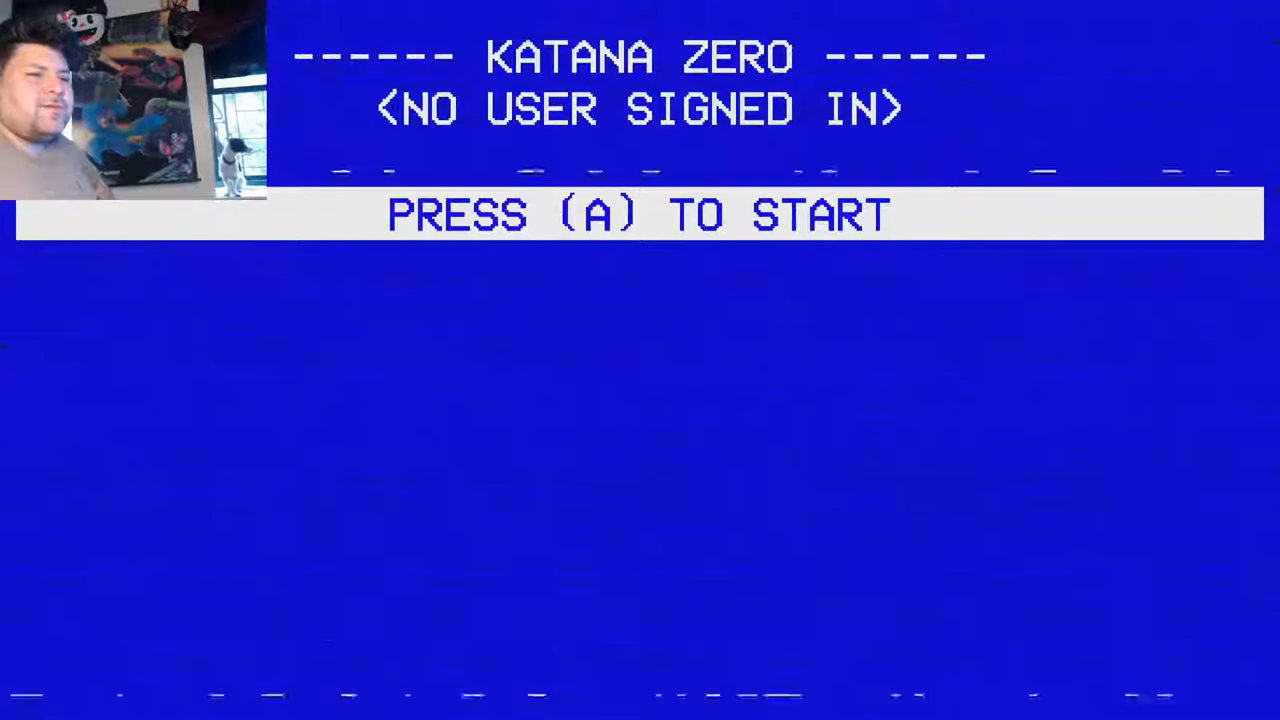 ------ KATANA ZERO ------
<NO USER SIGNED IN>
PRESS (A) TO START